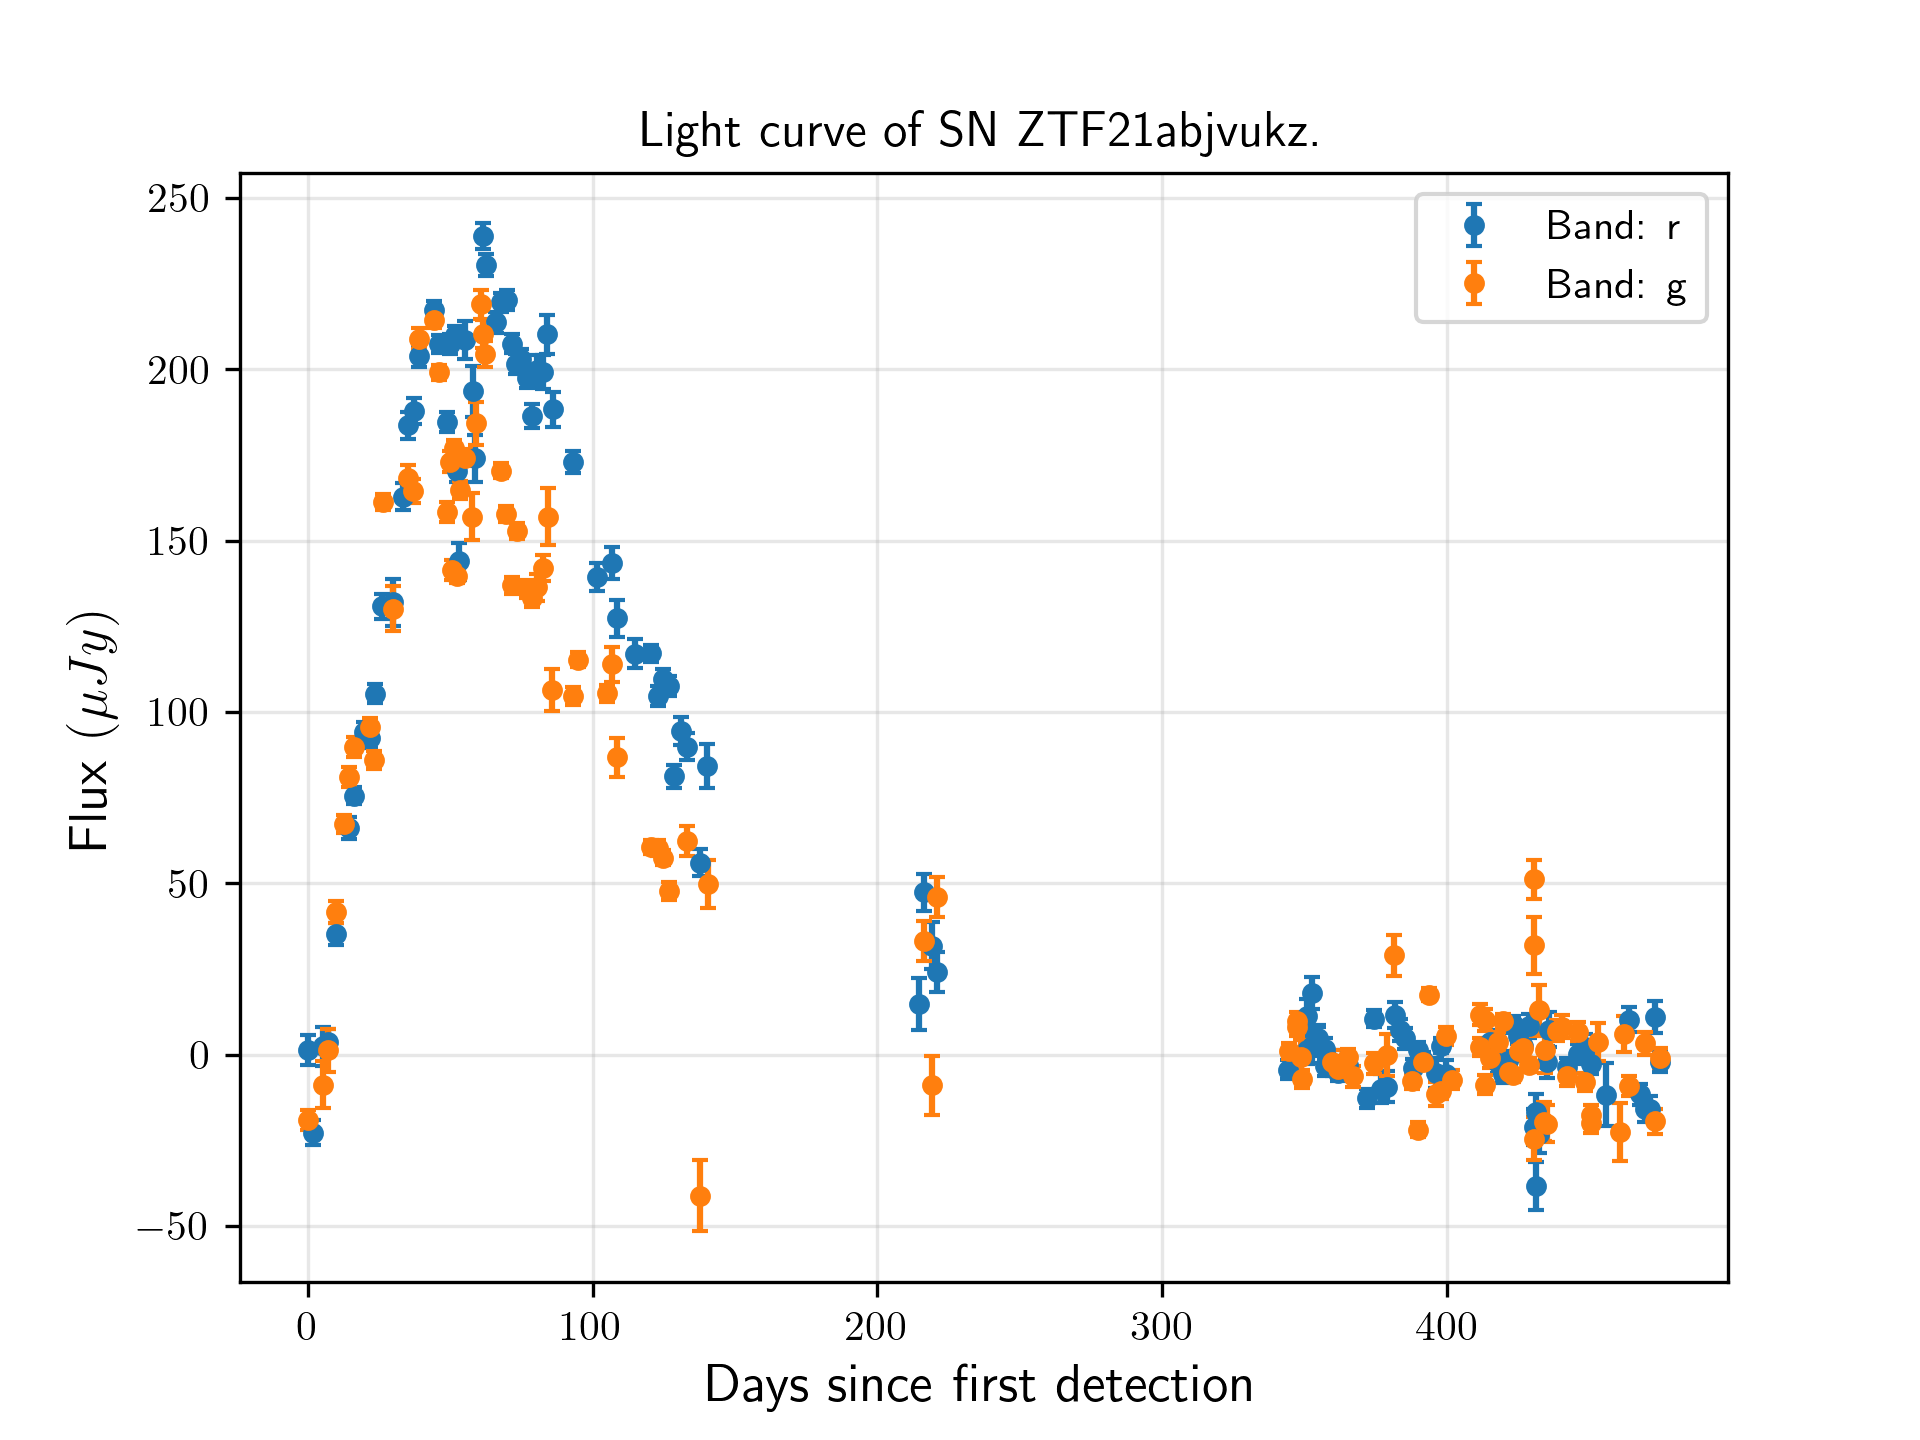 Light curve of SN ZTF21abjvukz.
250
200
150
100
50
0
−50
Flux (μJy)
Band: r
Band: g
0 100 200 300 400
Days since first detection